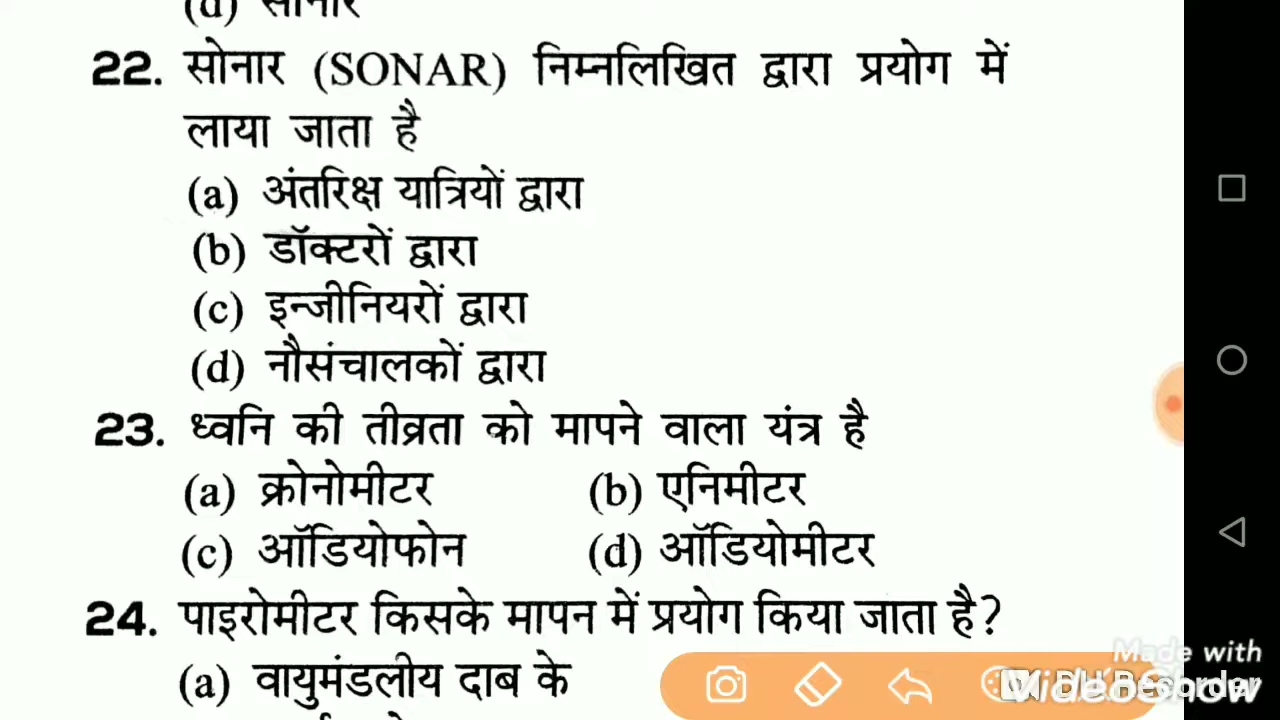 (d) सोनार
22. सोनार (SONAR) निम्नलिखित द्वारा प्रयोग में
लाया जाता है
(a) अंतरिक्ष यात्रियों द्वारा
(b) डॉक्टरों द्वारा
(c) इन्जीनियरों द्वारा
(d) नौसंचालकों द्वारा
23. ध्वनि की तीव्रता को मापने वाला यंत्र है
(a) क्रोनोमीटर (b) एनिमीटर
(c) ऑडियोफोन (d) ऑडियोमीटर
24. पाइरोमीटर किसके मापन में प्रयोग किया जाता है?
(a) वायुमंडलीय दाब के
Made with
VideoShow